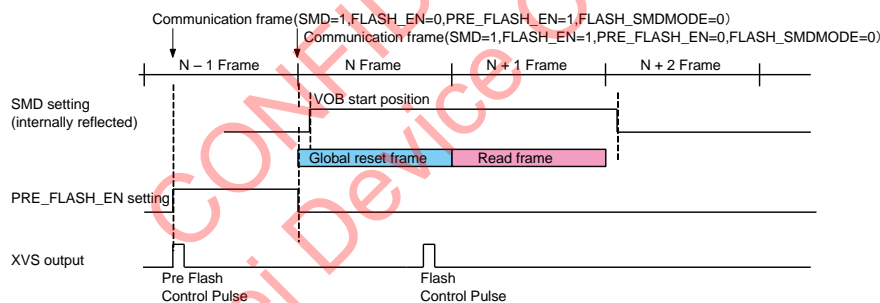 Communication frame(SMD=1,FLASH_EN=0,PRE_FLASH_EN=1,FLASH_SMDMODE=0)
Communication frame(SMD=1,FLASH_EN=1,PRE_FLASH_EN=0,FLASH_SMDMODE=0)
N – 1 Frame
N Frame
N + 1 Frame
N + 2 Frame
SMD setting
(internally reflected)
VOB start position
Global reset frame
Read frame
PRE_FLASH_EN setting
XVS output
Pre Flash
Control Pulse
Flash
Control Pulse
CONFID
Device